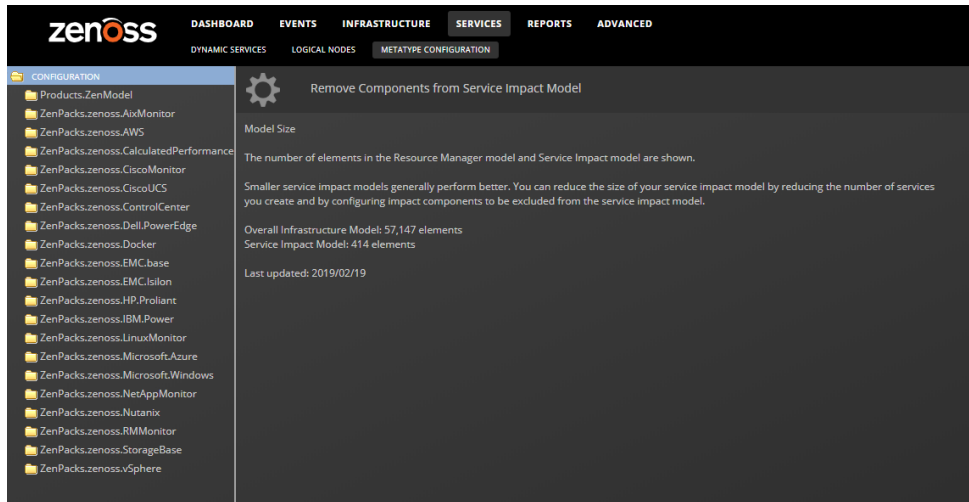 zenoss
DASHBOARD EVENTS INFRASTRUCTURE SERVICES REPORTS ADVANCED
DYNAMIC SERVICES LOGICAL NODES METATYPE CONFIGURATION
CONFIGURATION
Products.ZenModel
ZenPacks.zenoss.AixMonitor
ZenPacks.zenoss.AWS
ZenPacks.zenoss.CalculatedPerformance
ZenPacks.zenoss.CiscoMonitor
ZenPacks.zenoss.CiscoUCS
ZenPacks.zenoss.ControlCenter
ZenPacks.zenoss.Dell.PowerEdge
ZenPacks.zenoss.Docker
ZenPacks.zenoss.EMC.base
ZenPacks.zenoss.EMC.Isilon
ZenPacks.zenoss.HP.Proliant
ZenPacks.zenoss.IBM.Power
ZenPacks.zenoss.LinuxMonitor
ZenPacks.zenoss.Microsoft.Azure
ZenPacks.zenoss.Microsoft.Windows
ZenPacks.zenoss.NetAppMonitor
ZenPacks.zenoss.Nutanix
ZenPacks.zenoss.RMMonitor
ZenPacks.zenoss.StorageBase
ZenPacks.zenoss.vSphere
Remove Components from Service Impact Model
Model Size
The number of elements in the Resource Manager model and Service Impact model are shown.
Smaller service impact models generally perform better. You can reduce the size of your service impact model by reducing the number of services
you create and by configuring impact components to be excluded from the service impact model.
Overall Infrastructure Model: 57,147 elements
Service Impact Model: 414 elements
Last updated: 2019/02/19